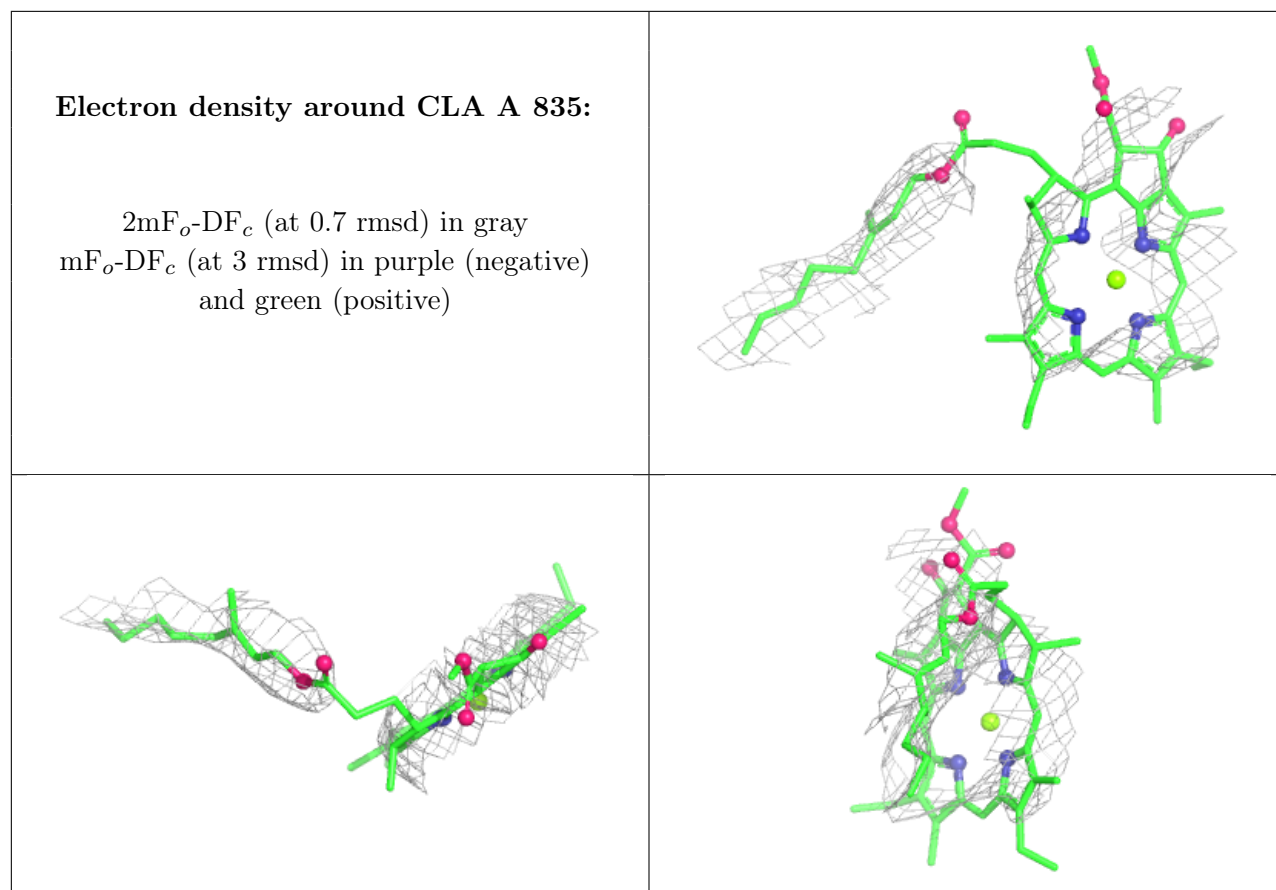 Electron density around CLA A 835:
2mFo-DFc (at 0.7 rmsd) in gray
mFo-DFc (at 3 rmsd) in purple (negative)
and green (positive)